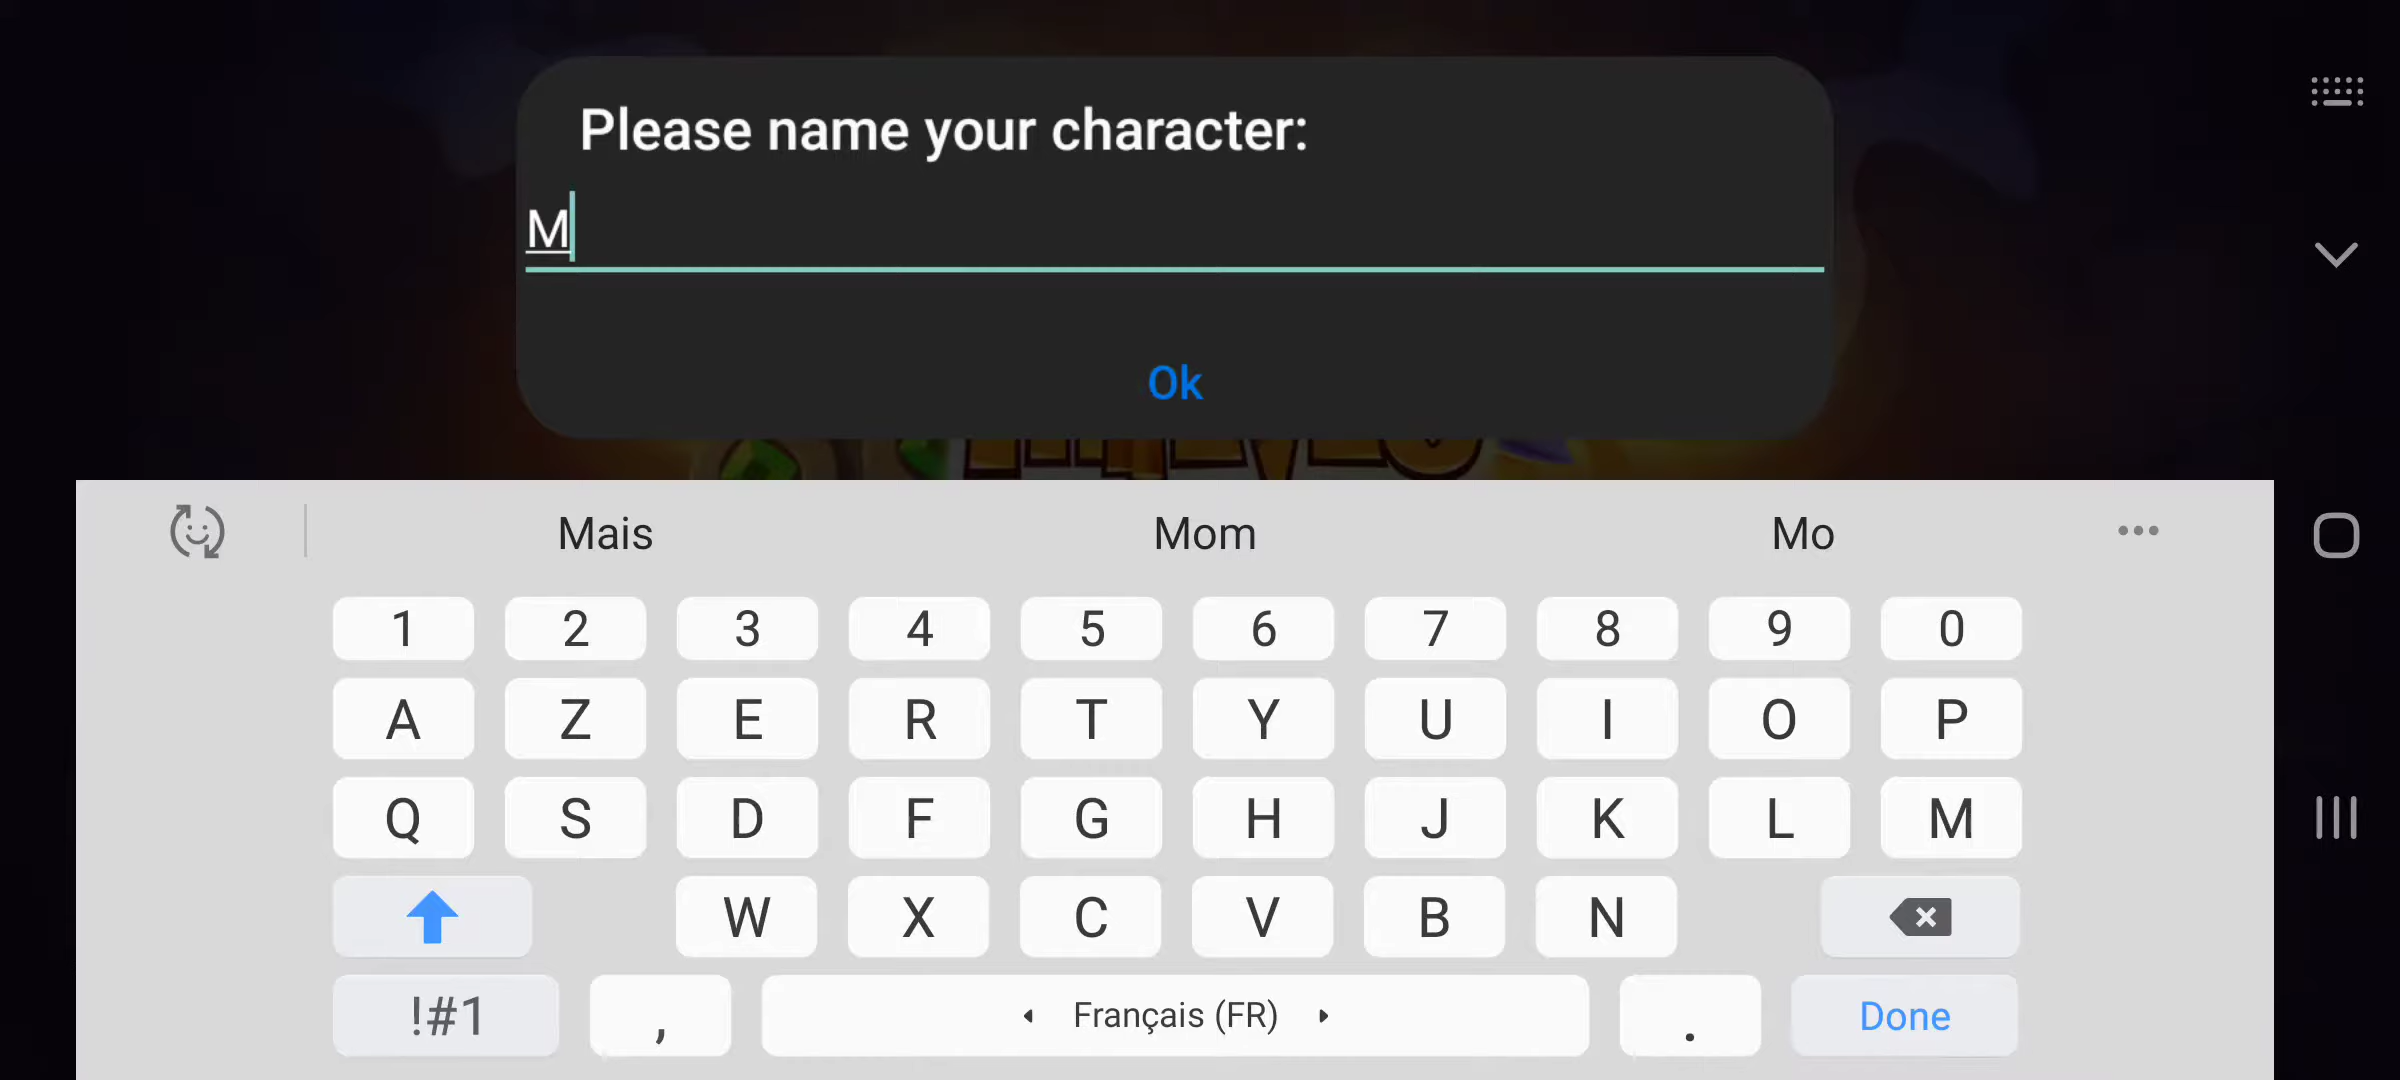 Please name your character:
M
Ok
Mais Mom Mo
1 2 3 4 5 6 7 8 9 0
A Z E R T Y U I O P
Q S D F G H J K L M
W X C V B N
!#1 , Français (FR) . Done